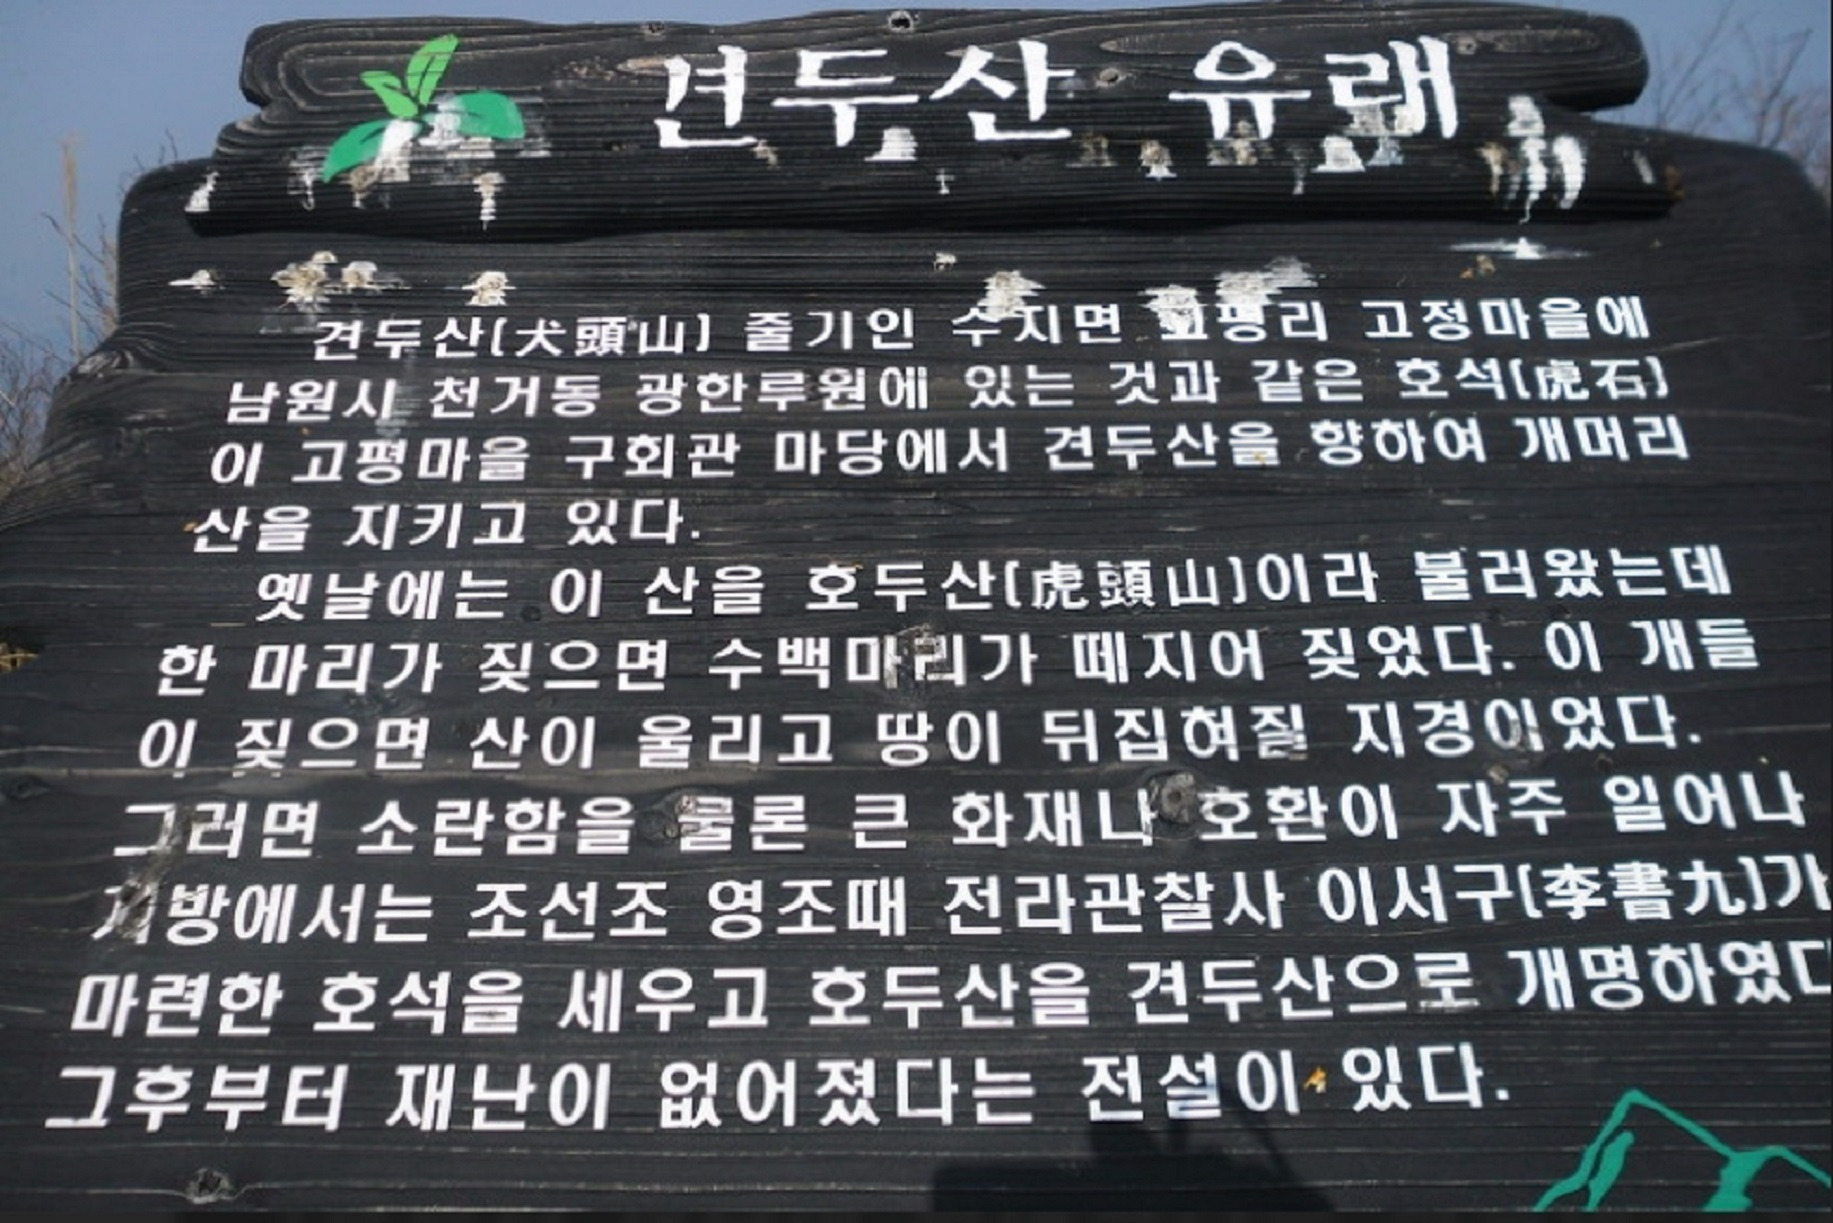 견두산 유래
견두산(犬頭山) 줄기인 수지면 고평리 고정마을에
남원시 천거동 광한루원에 있는 것과 같은 호석(虎石)
이 고평마을 구회관 마당에서 견두산을 향하여 개머리
산을 지키고 있다.
옛날에는 이 산을 호두산(虎頭山)이라 불러왔는데
한 마리가 짖으면 수백마리가 떼지어 짖었다. 이 개들
이 짖으면 산이 울리고 땅이 뒤집혀질 지경이었다.
그러면 소란함을 물론 큰 화재나 호환이 자주 일어나
방에서는 조선조 영조때 전라관찰사 이서구(李書九)가
마련한 호석을 세우고 호두산을 견두산으로 개명하였다
그후부터 재난이 없어졌다는 전설이 있다.